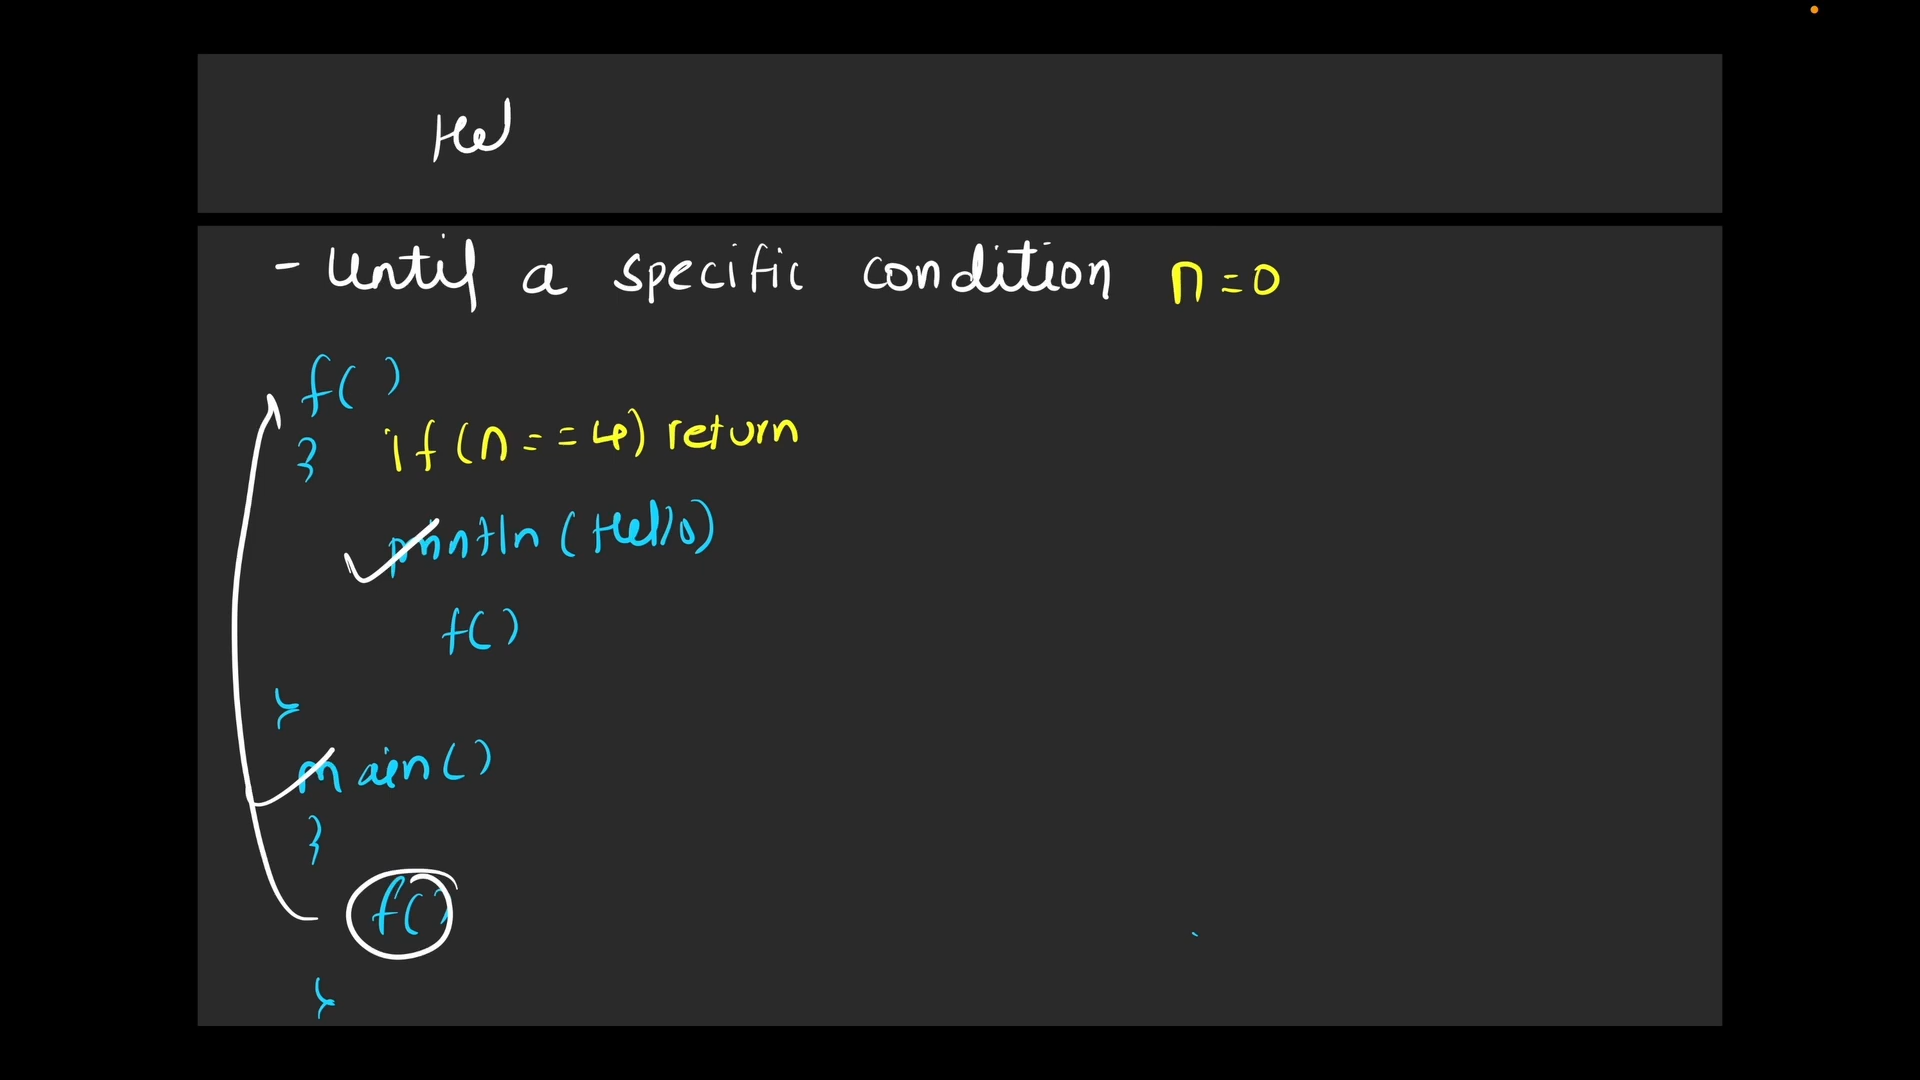 Hel
- Until a specific condition n = 0
f( )
{ if (n = = 4) return
println (Hello)
f( )
}
main( )
{
f( )
}